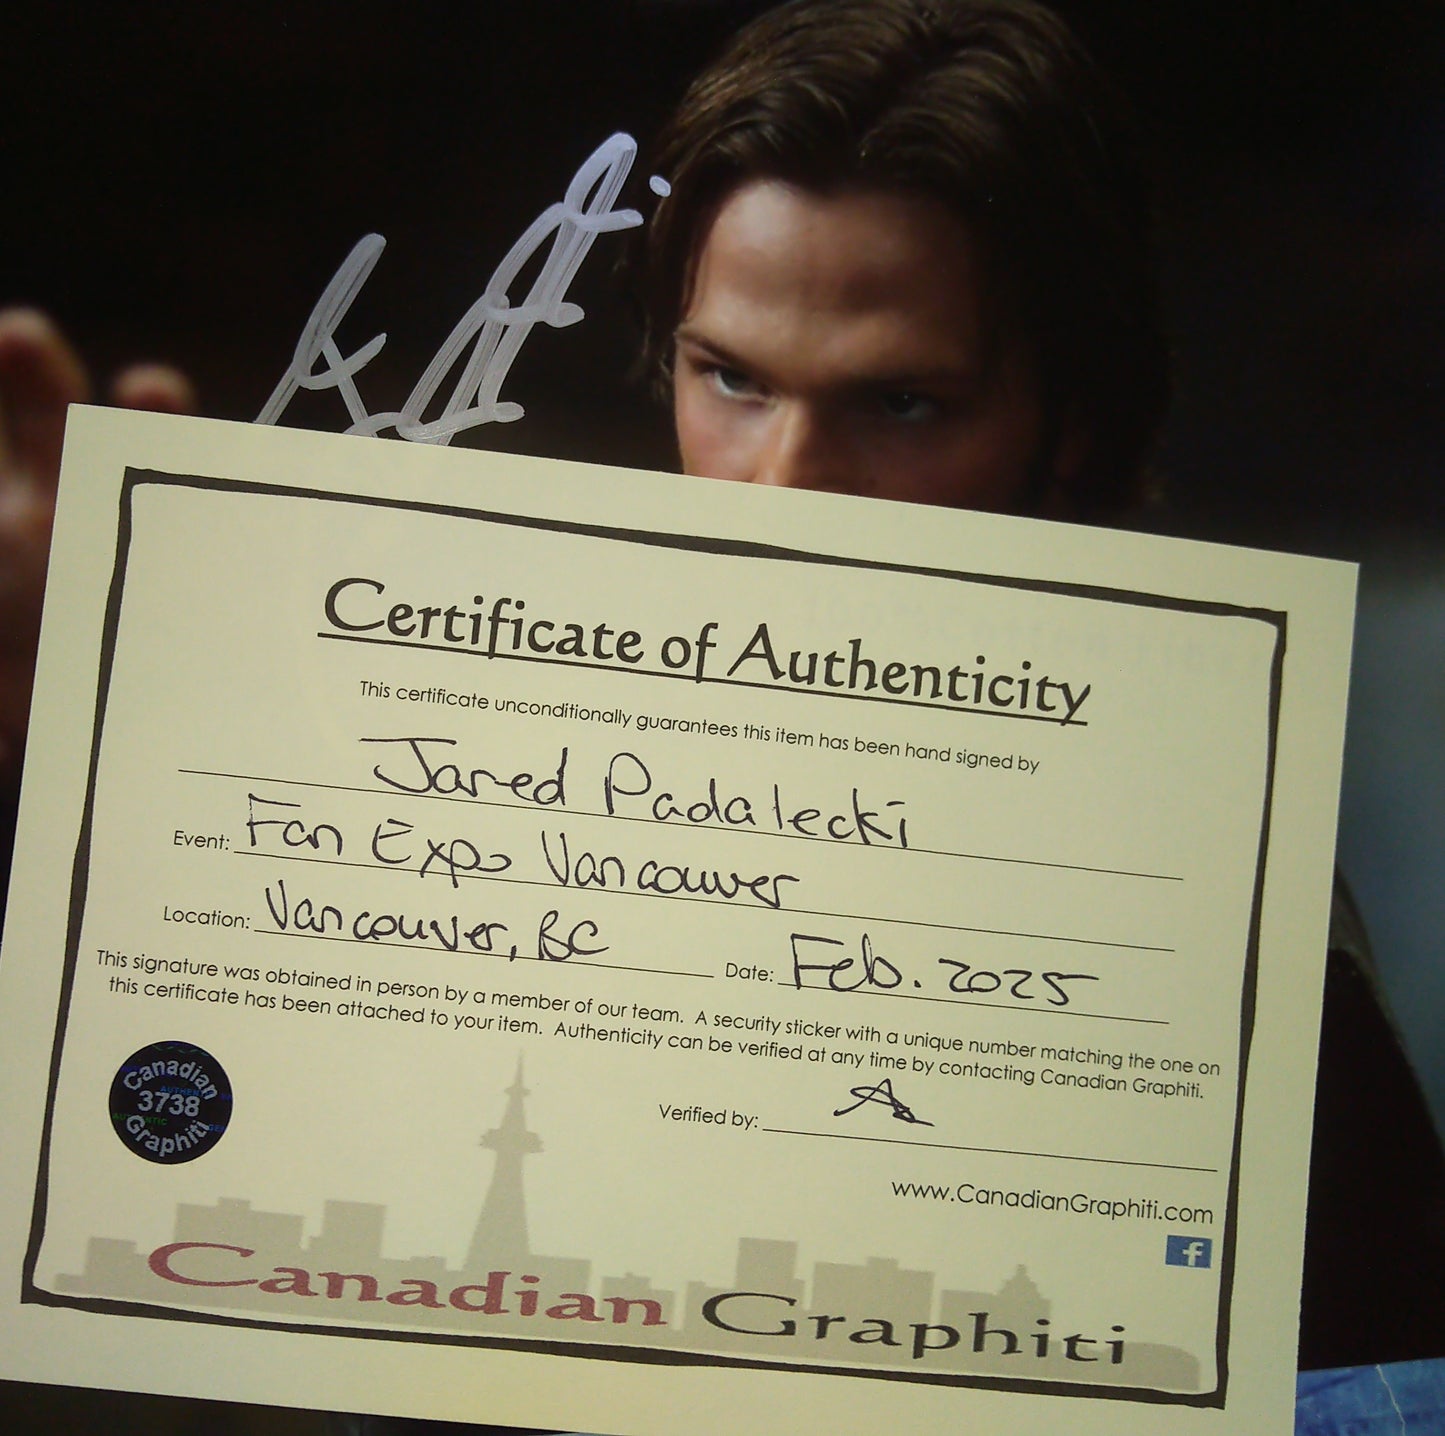 Certificate of Authenticity
This certificate unconditionally guarantees this item has been hand signed by
Jared Padalecki
Event: Fan Expo Vancouver
Location: Vancouver, BC Date: Feb. 2025
This signature was obtained in person by a member of our team. A security sticker with a unique number matching the one on
this certificate has been attached to your item. Authenticity can be verified at any time by contacting Canadian Graphiti.
Canadian
3738
Graphiti
Verified by:
www.CanadianGraphiti.com
f
Canadian Graphiti